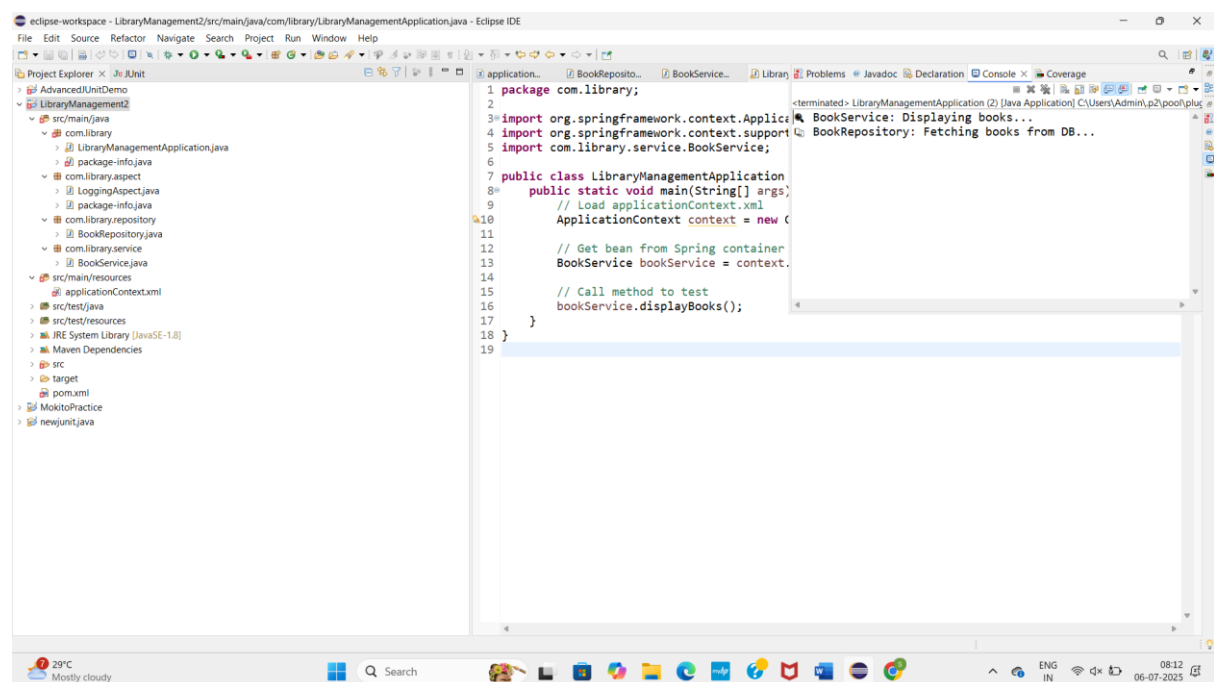 eclipse-workspace - LibraryManagement2/src/main/java/com/library/LibraryManagementApplication.java - Eclipse IDE
File Edit Source Refactor Navigate Search Project Run Window Help
Project Explorer × JUnit
AdvancedJUnitDemo
LibraryManagement2
src/main/java
com.library
LibraryManagementApplication.java
package-info.java
com.library.aspect
LoggingAspect.java
package-info.java
com.library.repository
BookRepository.java
com.library.service
BookService.java
src/main/resources
applicationContext.xml
src/test/java
src/test/resources
JRE System Library [JavaSE-1.8]
Maven Dependencies
src
target
pom.xml
MokitoPractice
newjunit.java
application... BookReposito... BookService... Library
1 package com.library;
2
3 import org.springframework.context.Applica
4 import org.springframework.context.support
5 import com.library.service.BookService;
6
7 public class LibraryManagementApplication
8 public static void main(String[] args)
9 // Load applicationContext.xml
10 ApplicationContext context = new C
11
12 // Get bean from Spring container
13 BookService bookService = context.
14
15 // Call method to test
16 bookService.displayBooks();
17 }
18 }
19
Problems Javadoc Declaration Console × Coverage
<terminated> LibraryManagementApplication (2) [Java Application] C:\Users\Admin\.p2\pool\plug
BookService: Displaying books...
BookRepository: Fetching books from DB...
7
29°C
Mostly cloudy
Search
ENG
IN
08:12
06-07-2025